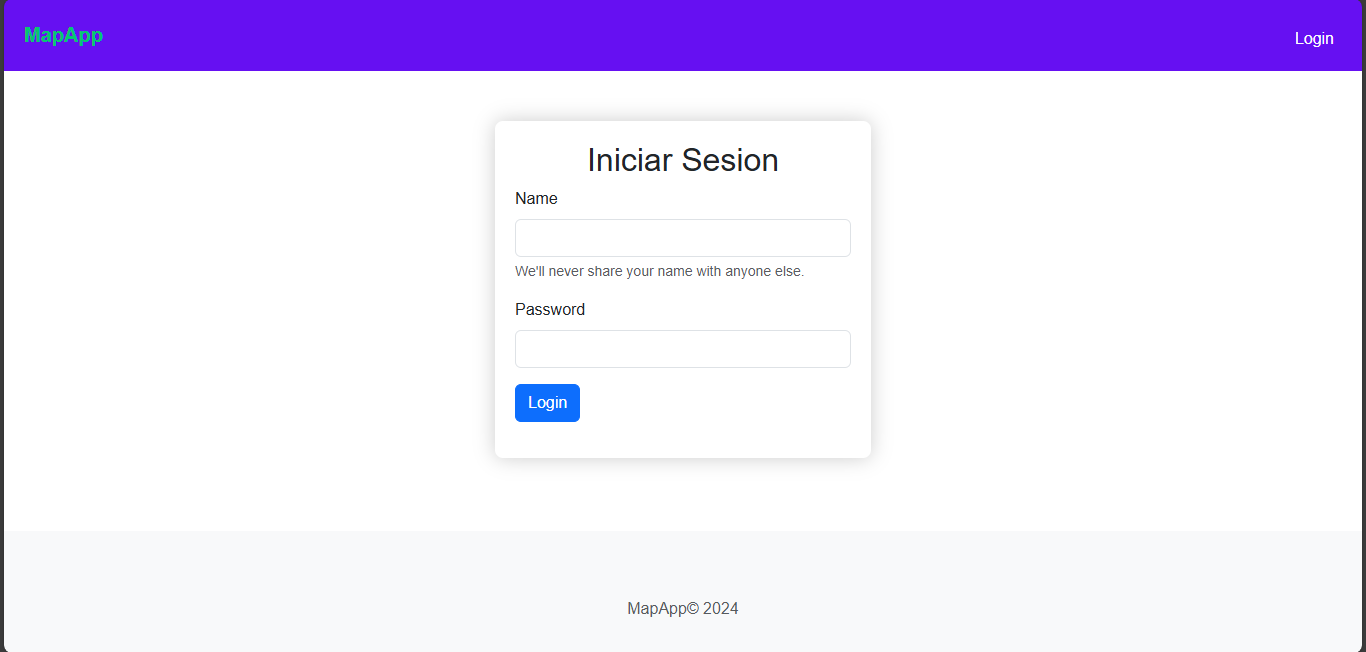 MapApp
Login
Iniciar Sesion
Name
We'll never share your name with anyone else.
Password
Login
MapApp© 2024